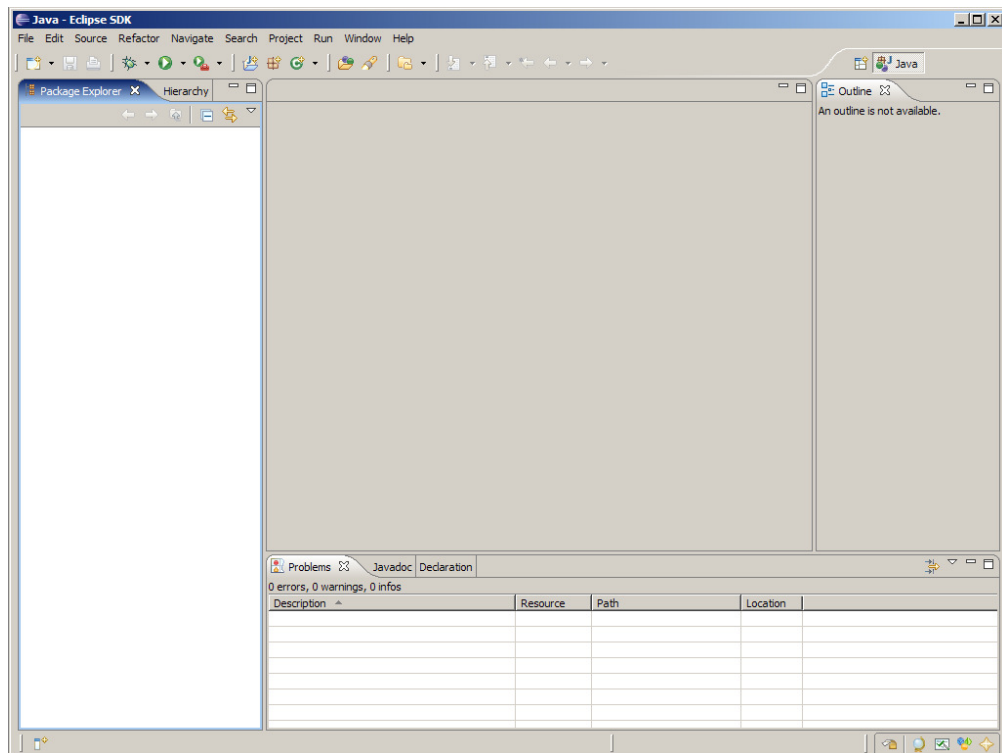 Java - Eclipse SDK
File Edit Source Refactor Navigate Search Project Run Window Help
Java
Package Explorer Hierarchy
Outline
An outline is not available.
Problems Javadoc Declaration
0 errors, 0 warnings, 0 infos
Description Resource Path Location